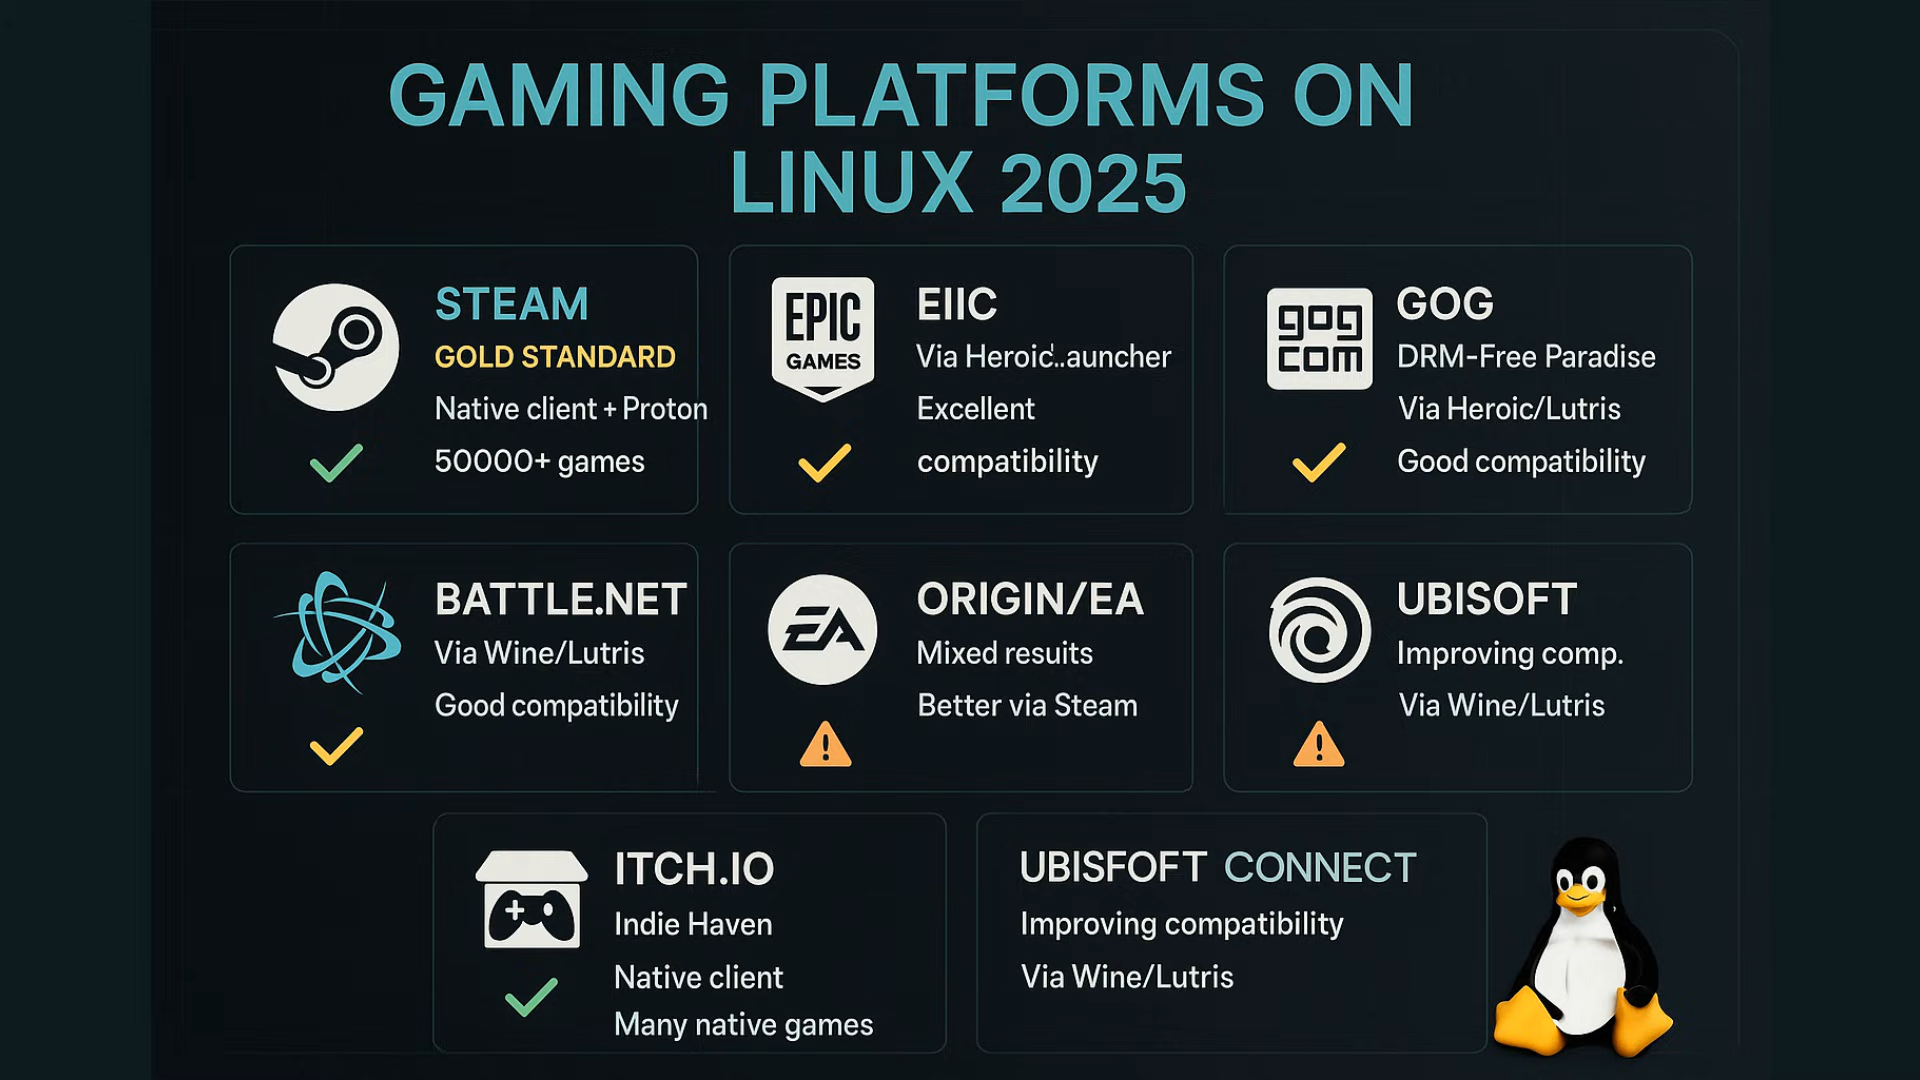 GAMING PLATFORMS ON
LINUX 2025
STEAM
GOLD STANDARD
Native client + Proton
50000+ games
EPIC
GAMES
EIIC
Via Heroic'..auncher
Excellent
compatibility
gog
com
GOG
DRM-Free Paradise
Via Heroic/Lutris
Good compatibility
BATTLE.NET
Via Wine/Lutris
Good compatibility
EA
ORIGIN/EA
Mixed resuits
Better via Steam
UBISOFT
Improving comp.
Via Wine/Lutris
ITCH.IO
Indie Haven
Native client
Many native games
UBISFOFT CONNECT
Improving compatibility
Via Wine/Lutris